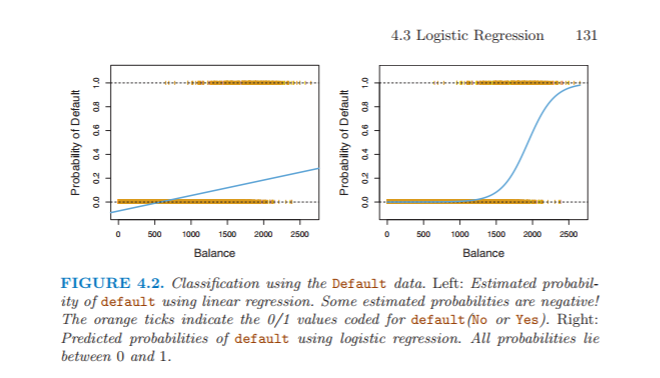 4.3 Logistic Regression 131
Probability of Default
0.0 0.2 0.4 0.6 0.8 1.0
0 500 1000 1500 2000 2500
Balance
Probability of Default
0.0 0.2 0.4 0.6 0.8 1.0
0 500 1000 1500 2000 2500
Balance
FIGURE 4.2. Classification using the Default data. Left: Estimated probabil-
ity of default using linear regression. Some estimated probabilities are negative!
The orange ticks indicate the 0/1 values coded for default(No or Yes). Right:
Predicted probabilities of default using logistic regression. All probabilities lie
between 0 and 1.